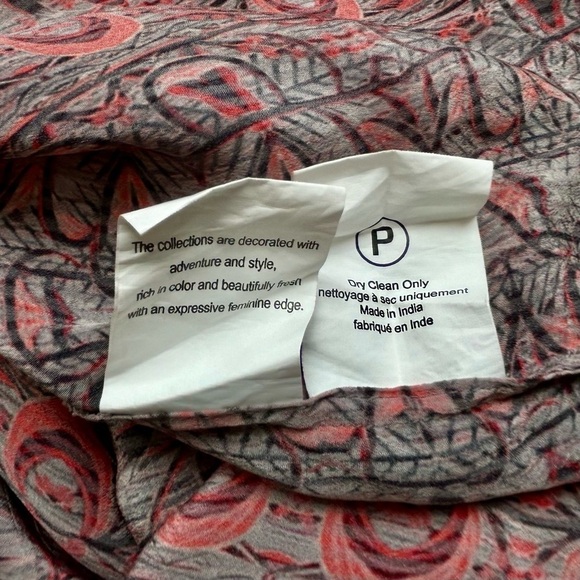 The collections are decorated with
adventure and style,
rich in color and beautifully fresh
with an expressive feminine edge.
P
Dry Clean Only
nettoyage à sec uniquement
Made in India
fabriqué en Inde